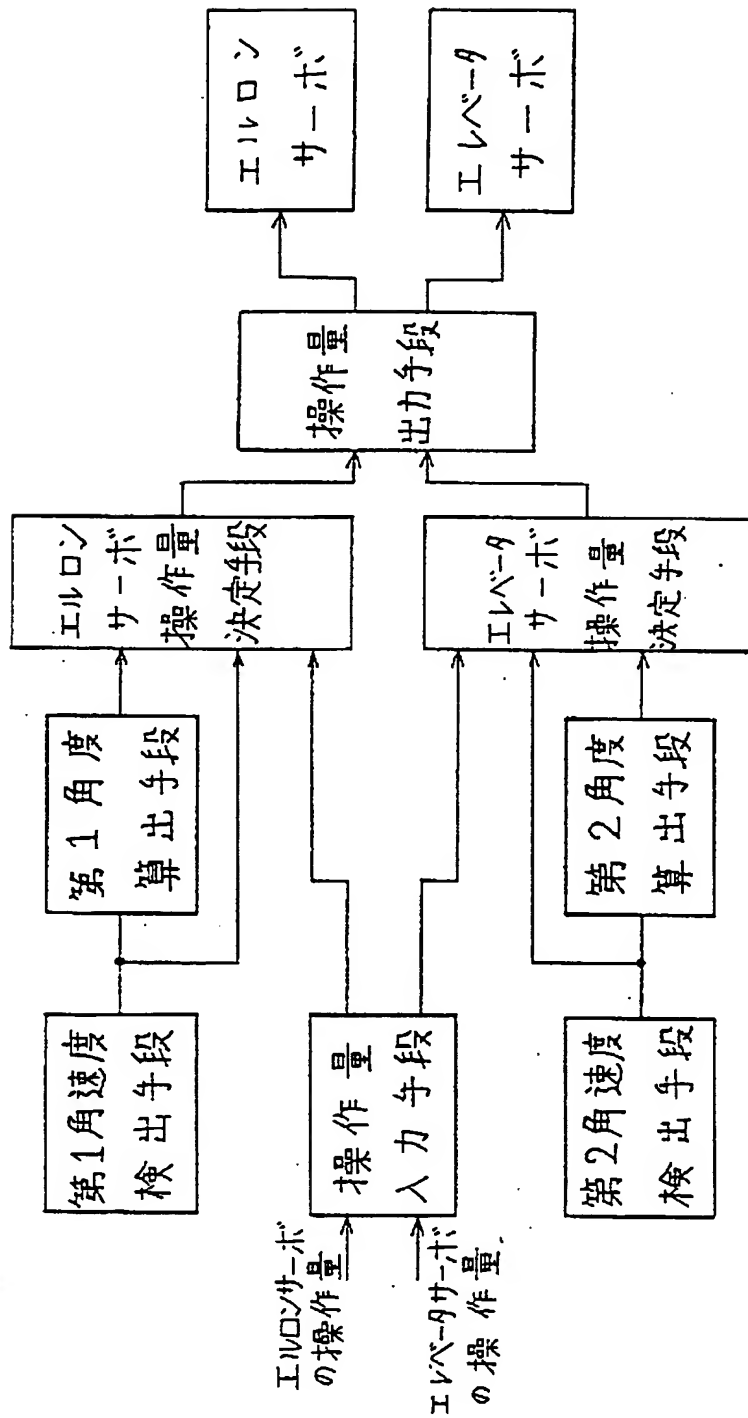 第1角速度
検出手段
第1角度
算出手段
エルロン
サーボ
操作量
決定手段
エルロンサーボ
の操作量
エレベータサーボ
の操作量
操作量
入力手段
操作量
出力手段
エルロン
サーボ
エレベータ
サーボ
第2角速度
検出手段
第2角度
算出手段
エレベータ
サーボ
操作量
決定手段